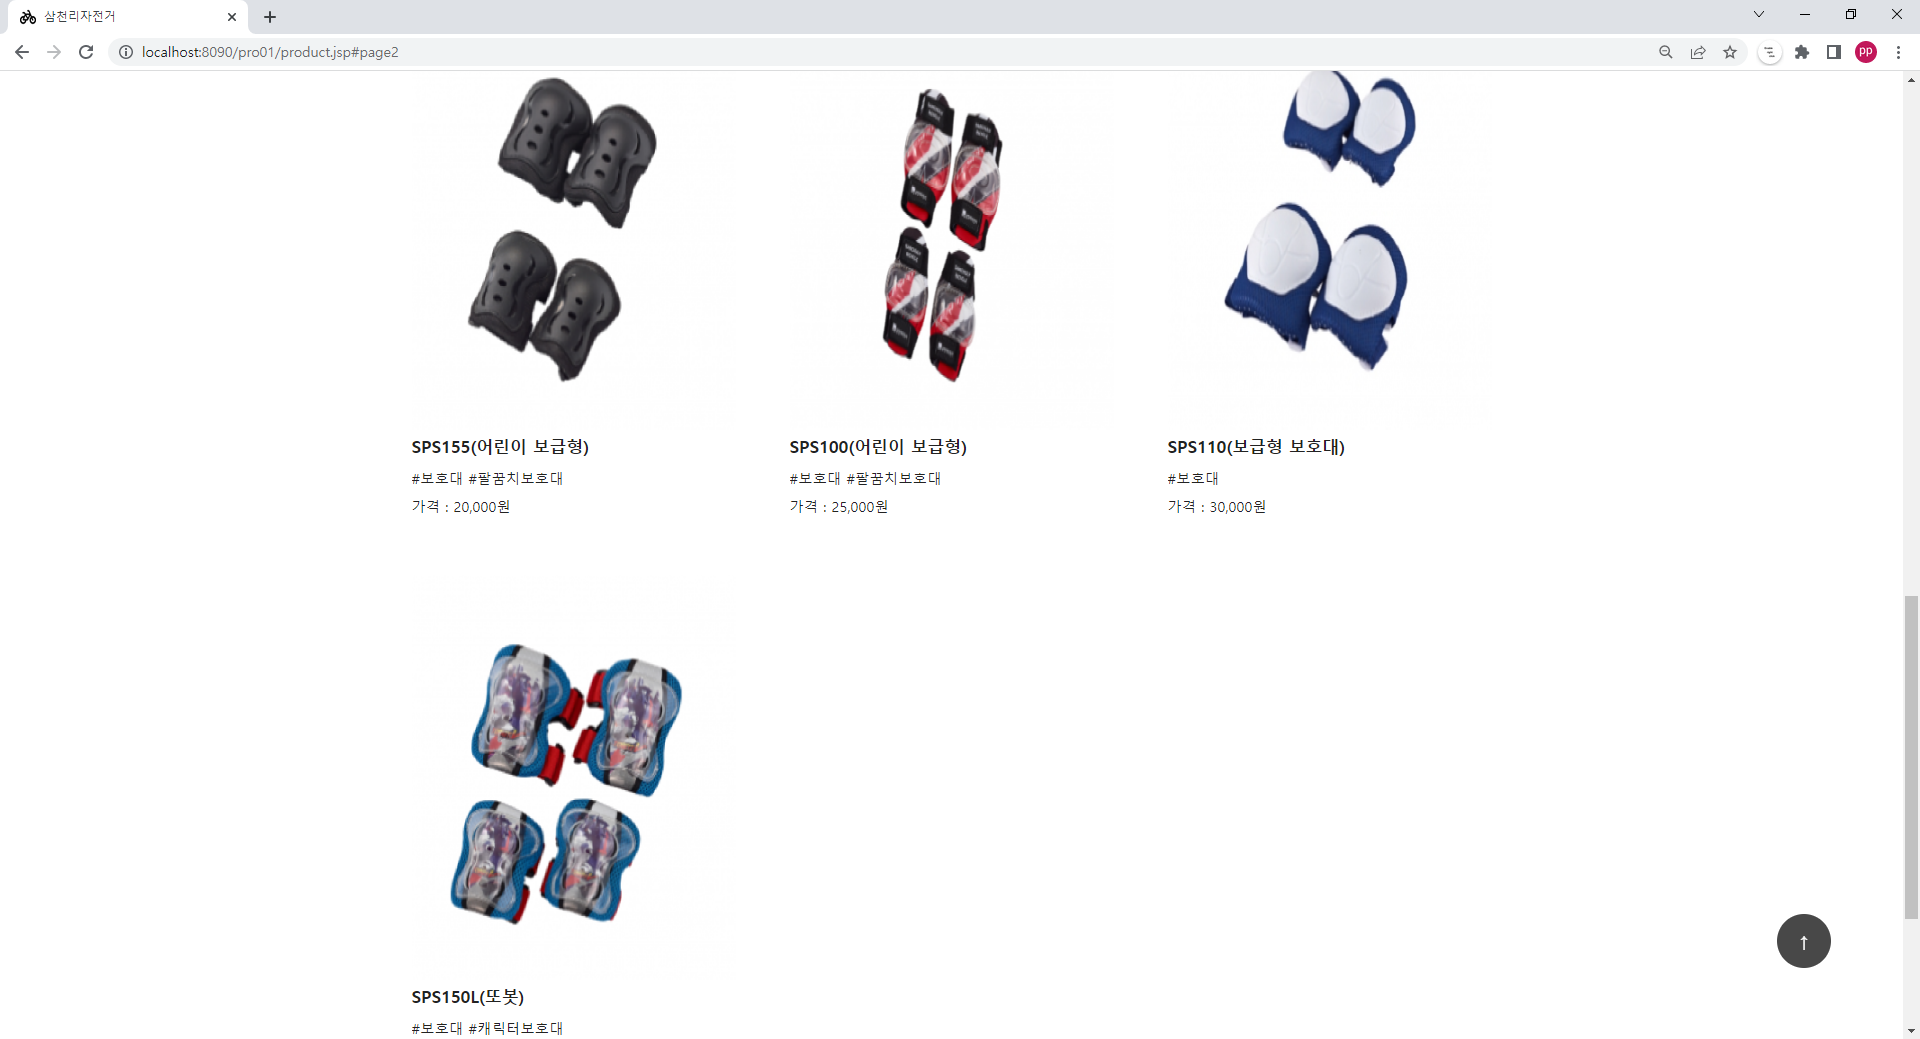 삼천리자전거
localhost:8090/pro01/product.jsp#page2
pp
SPS155(어린이 보급형)
#보호대 #팔꿈치보호대
가격 : 20,000원
SPS100(어린이 보급형)
#보호대 #팔꿈치보호대
가격 : 25,000원
SPS110(보급형 보호대)
#보호대
가격 : 30,000원
↑
SPS150L(또봇)
#보호대 #캐릭터보호대